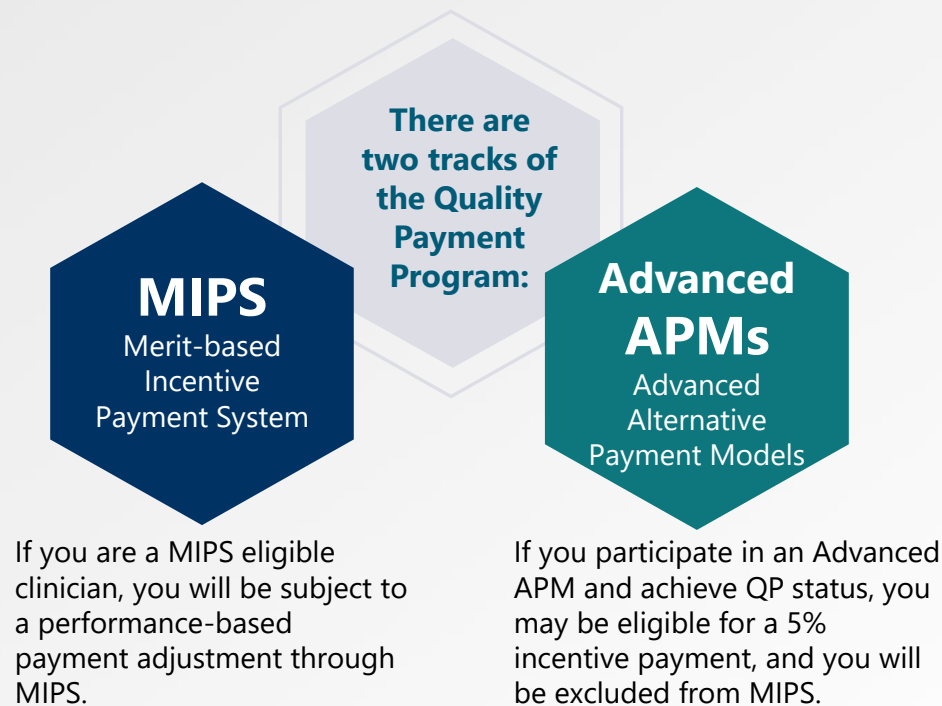 There are
two tracks of
the Quality
Payment
Program:
MIPS
Merit-based
Incentive
Payment System
If you are a MIPS eligible
clinician, you will be subject to
a performance-based
payment adjustment through
MIPS.
Advanced
APMs
Advanced
Alternative
Payment Models
If you participate in an Advanced
APM and achieve QP status, you
may be eligible for a 5%
incentive payment, and you will
be excluded from MIPS.